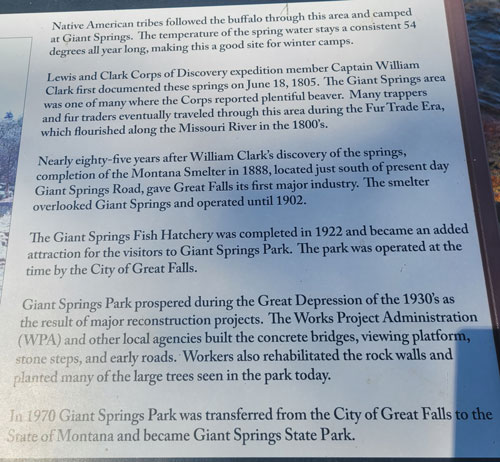 Native American tribes followed the buffalo through this area and camped
at Giant Springs. The temperature of the spring water stays a consistent 54
degrees all year long, making this a good site for winter camps.
Lewis and Clark Corps of Discovery expedition member Captain William
Clark first documented these springs on June 18, 1805. The Giant Springs area
was one of many where the Corps reported plentiful beaver. Many trappers
and fur traders eventually traveled through this area during the Fur Trade Era,
which flourished along the Missouri River in the 1800's.
Nearly eighty-five years after William Clark's discovery of the springs,
completion of the Montana Smelter in 1888, located just south of present day
Giant Springs Road, gave Great Falls its first major industry. The smelter
overlooked Giant Springs and operated until 1902.
The Giant Springs Fish Hatchery was completed in 1922 and became an added
attraction for the visitors to Giant Springs Park. The park was operated at the
time by the City of Great Falls.
Giant Springs Park prospered during the Great Depression of the 1930's as
the result of major reconstruction projects. The Works Project Administration
(WPA) and other local agencies built the concrete bridges, viewing platform,
stone steps, and early roads. Workers also rehabilitated the rock walls and
planted many of the large trees seen in the park today.
In 1970 Giant Springs Park was transferred from the City of Great Falls to the
State of Montana and became Giant Springs State Park.